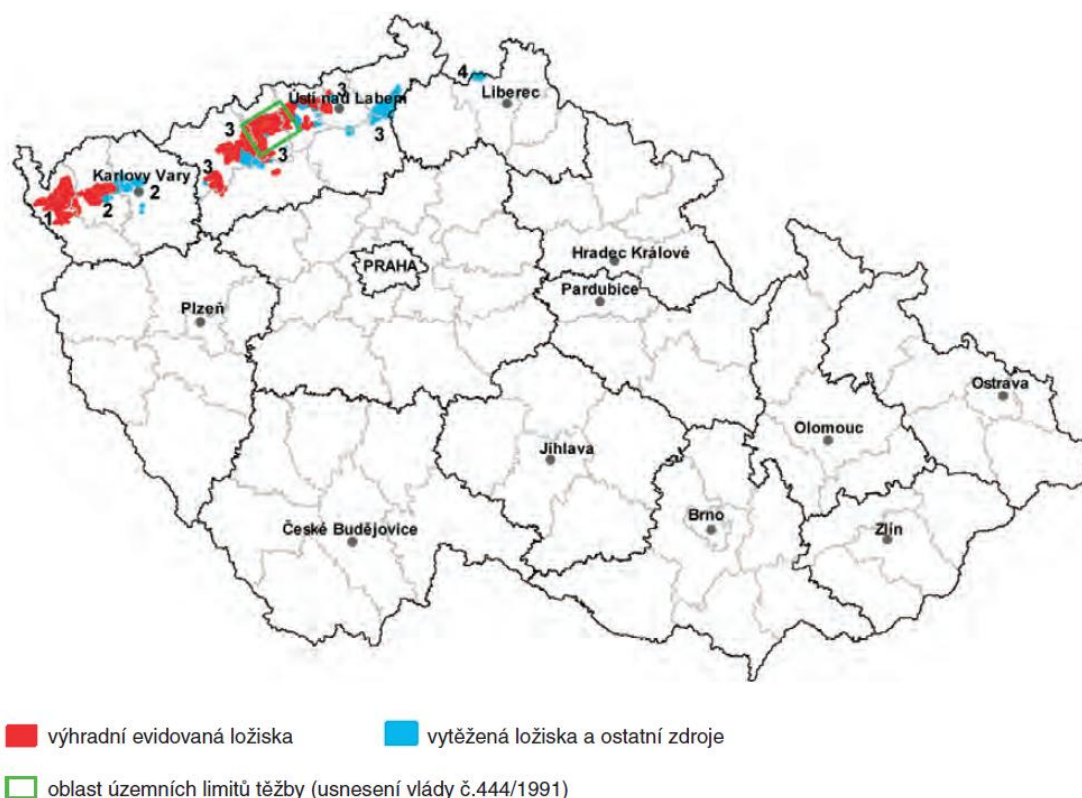 4
Liberec
3
Ústí nad Labem
3
3
3
3
Karlovy Vary
2
2
1
PRAHA
Hradec Králové
Pardubice
Plzeň
Ostrava
Olomouc
Jihlava
Brno
Zlín
České Budějovice
výhradní evidovaná ložiska
vytěžená ložiska a ostatní zdroje
oblast územních limitů těžby (usnesení vlády č.444/1991)